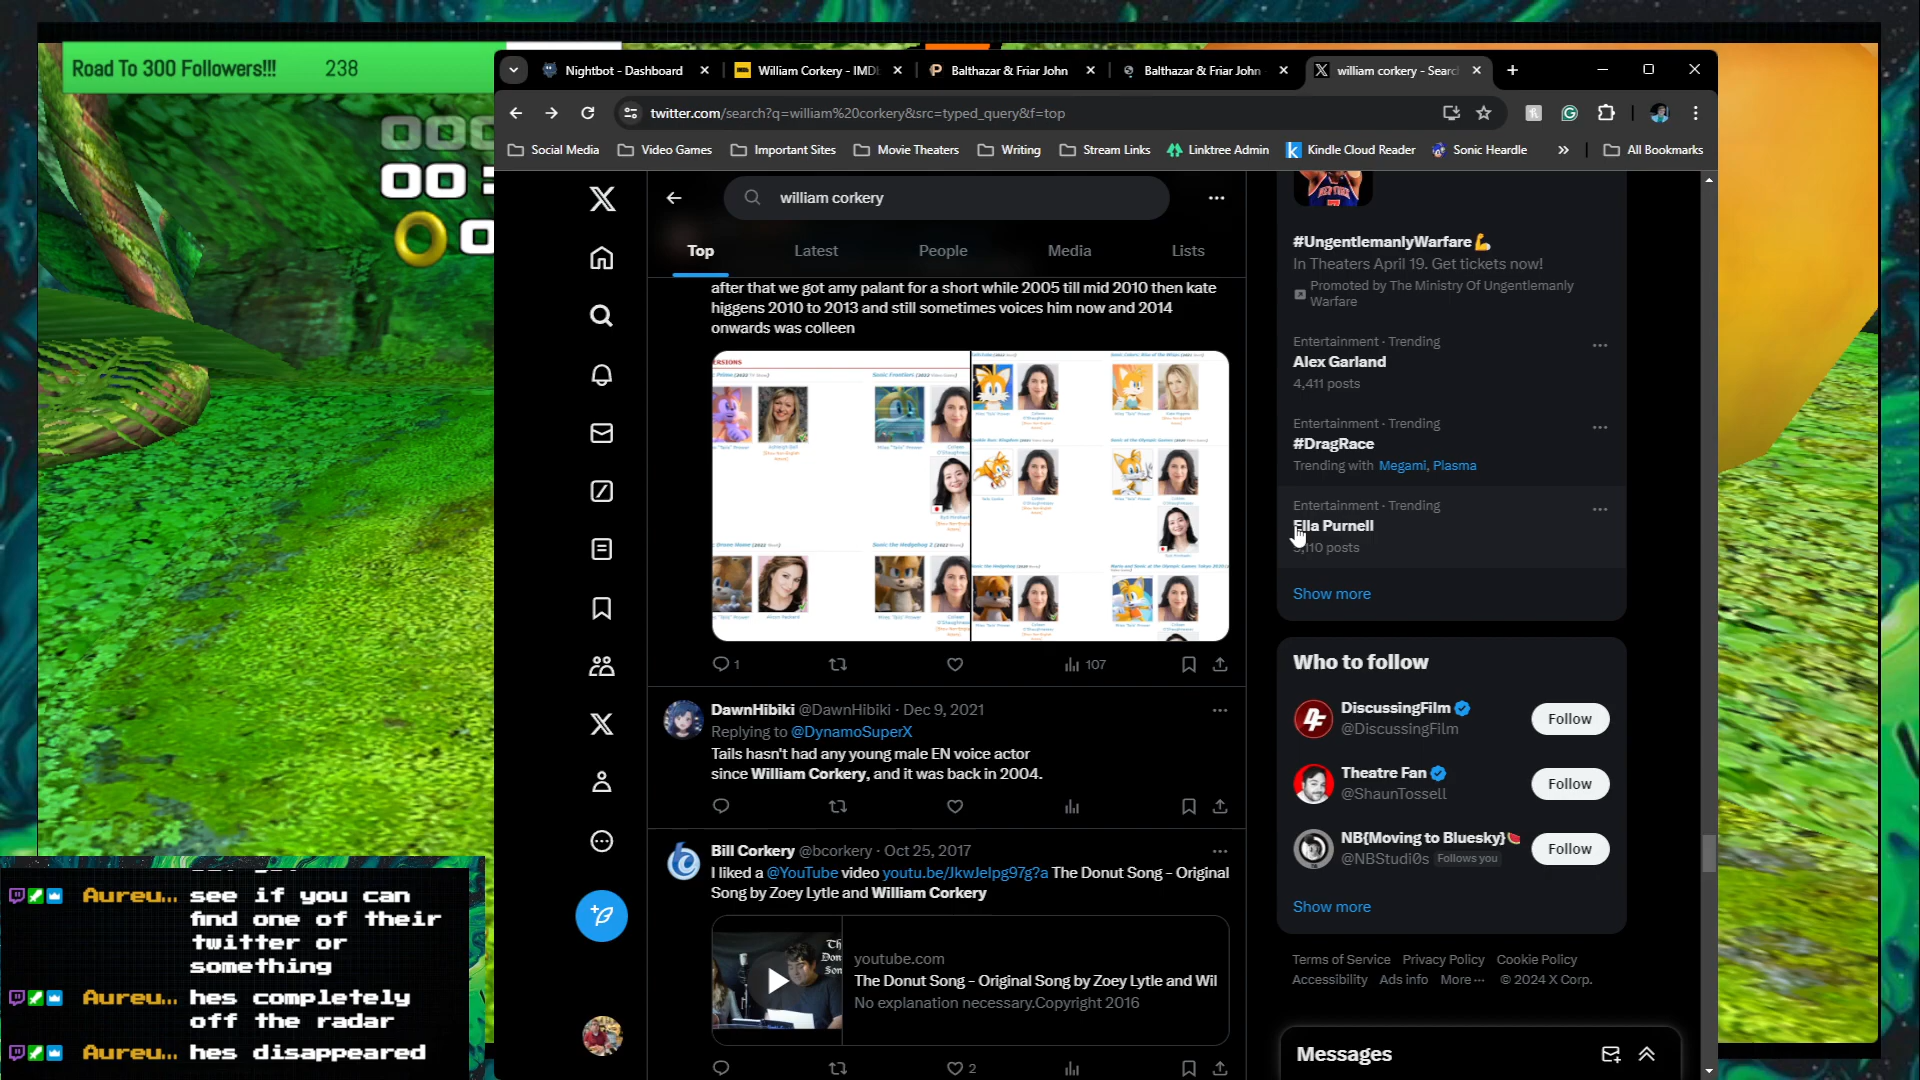 Road To 300 Followers!!! 238
Nightbot - Dashboard
William Corkery - IMD
Balthazar & Friar John
Balthazar & Friar John
william corkery - Searc
twitter.com/search?q=william%20corkery&src=typed_query&f=top
Social Media
Video Games
Important Sites
Movie Theaters
Writing
Stream Links
Linktree Admin
Kindle Cloud Reader
Sonic Heardle
All Bookmarks
william corkery
Top
Latest
People
Media
Lists
after that we got amy palant for a short while 2005 till mid 2010 then kate
higgens 2010 to 2013 and still sometimes voices him now and 2014
onwards was colleen
1
107
DawnHibiki @DawnHibiki · Dec 9, 2021
Replying to @DynamoSuperX
Tails hasn't had any young male EN voice actor
since William Corkery, and it was back in 2004.
Bill Corkery @bcorkery · Oct 25, 2017
I liked a @YouTube video youtu.be/JkwJelpg97g?a The Donut Song - Original
Song by Zoey Lytle and William Corkery
youtube.com
The Donut Song - Original Song by Zoey Lytle and Wil
No explanation necessary.Copyright 2016
2
#UngentlemanlyWarfare💪
In Theaters April 19. Get tickets now!
Promoted by The Ministry Of Ungentlemanly
Warfare
Entertainment · Trending
Alex Garland
4,411 posts
Entertainment · Trending
#DragRace
Trending with Megami, Plasma
Entertainment · Trending
Ella Purnell
110 posts
Show more
Who to follow
DiscussingFilm
@DiscussingFilm
Follow
Theatre Fan
@ShaunTossell
Follow
NB{Moving to Bluesky}🍉
@NBStudi0s Follows you
Follow
Show more
Terms of Service Privacy Policy Cookie Policy
Accessibility Ads info More ··· © 2024 X Corp.
Messages
Aureu... see if you can
find one of their
twitter or
something
Aureu... hes completely
off the radar
Aureu... hes disappeared